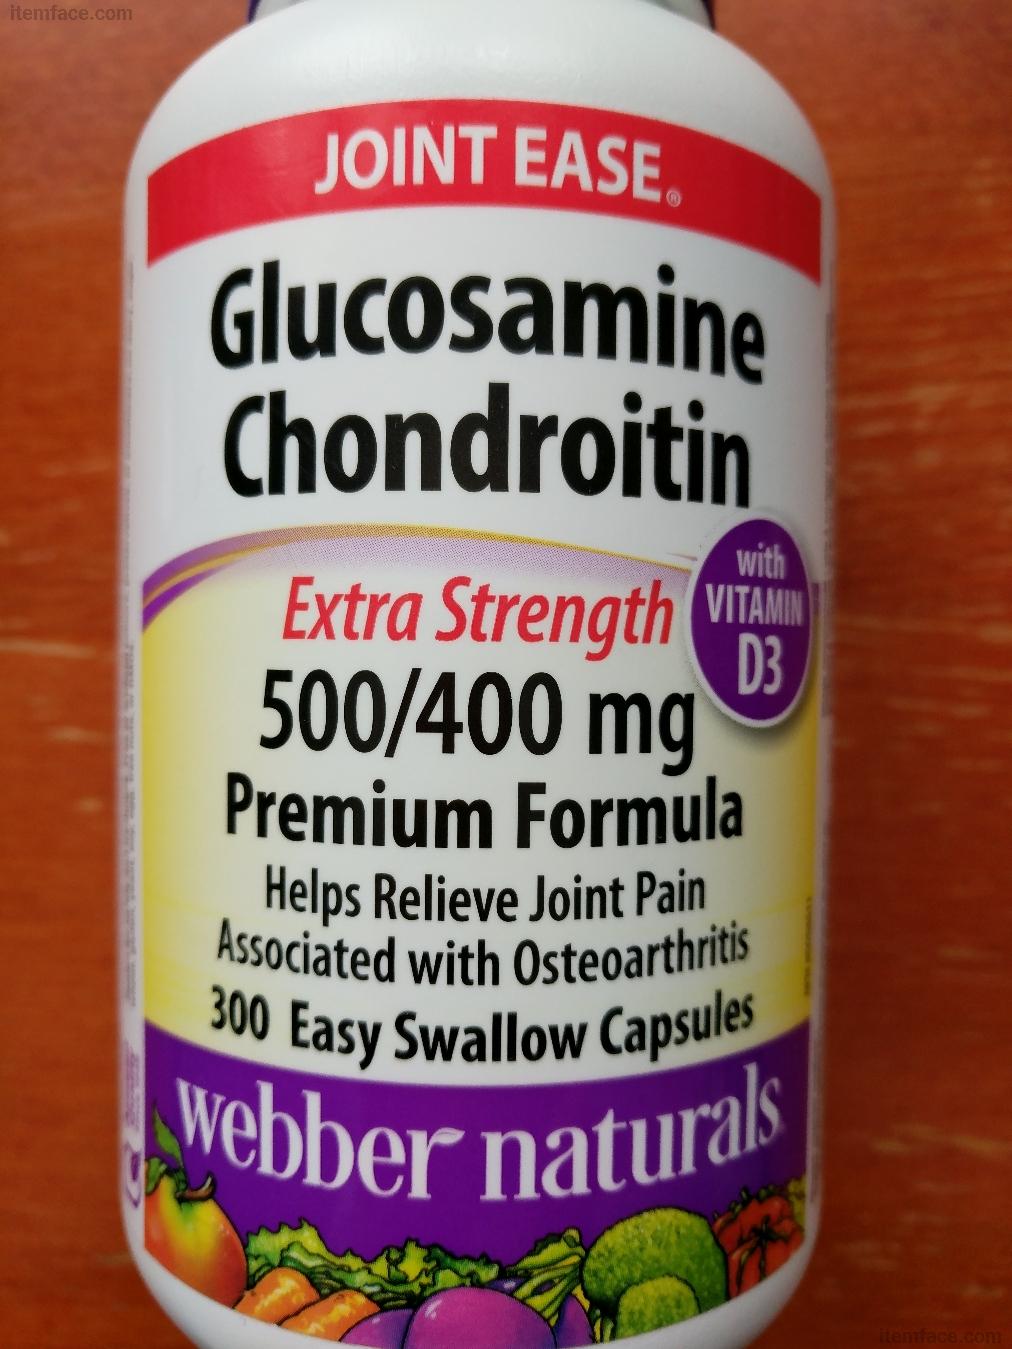 itemface.com
JOINT EASE®
Glucosamine
Chondroitin
with
VITAMIN
D3
Extra Strength
500/400 mg
Premium Formula
Helps Relieve Joint Pain
Associated with Osteoarthritis
300 Easy Swallow Capsules
webber naturals
itemface.com